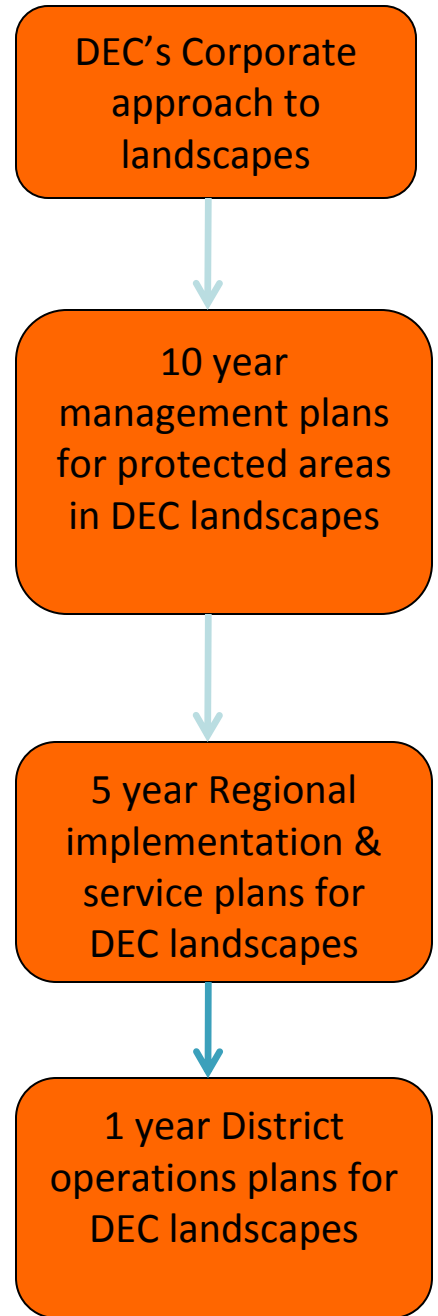 DEC’s Corporate
approach to
landscapes
10 year
management plans
for protected areas
in DEC landscapes
5 year Regional
implementation &
service plans for
DEC landscapes
1 year District
operations plans for
DEC landscapes